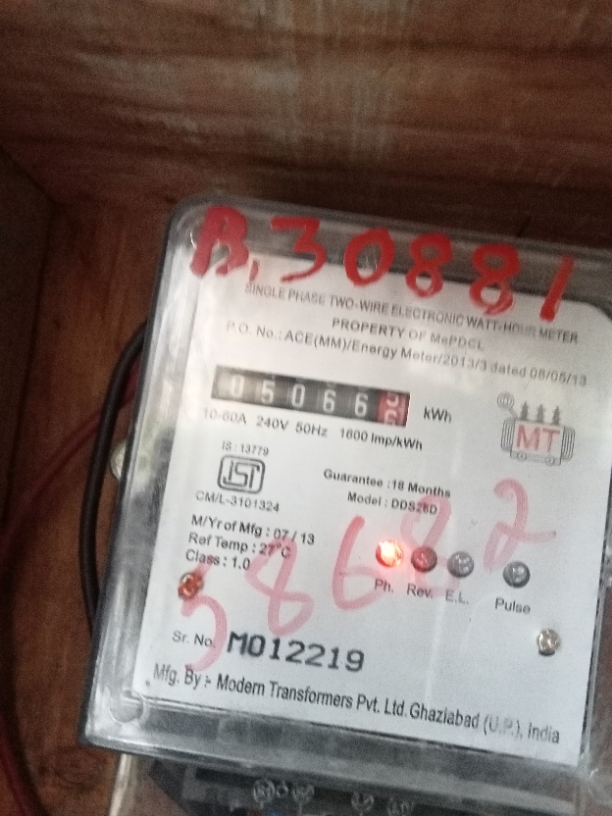 B.30881
SINGLE PHASE TWO-WIRE ELECTRONIC WATT-HOUR METER
PROPERTY OF MePDCL
P.O. No.: ACE(MM)/Energy Meter/2013/3 dated 08/05/13
05066 kWh
10-60A 240V 50Hz 1600 Imp/kWh
MT
IS : 13779
ISI
CM/L-3101324
Guarantee :18 Months
Model : DDS28D
M/Yr of Mfg : 07 / 13
Ref Temp : 27°C
Class : 1.0
58682
Ph. Rev. E.L. Pulse
Sr. No. M012219
Mfg. By :- Modern Transformers Pvt. Ltd. Ghaziabad (U.P.), India